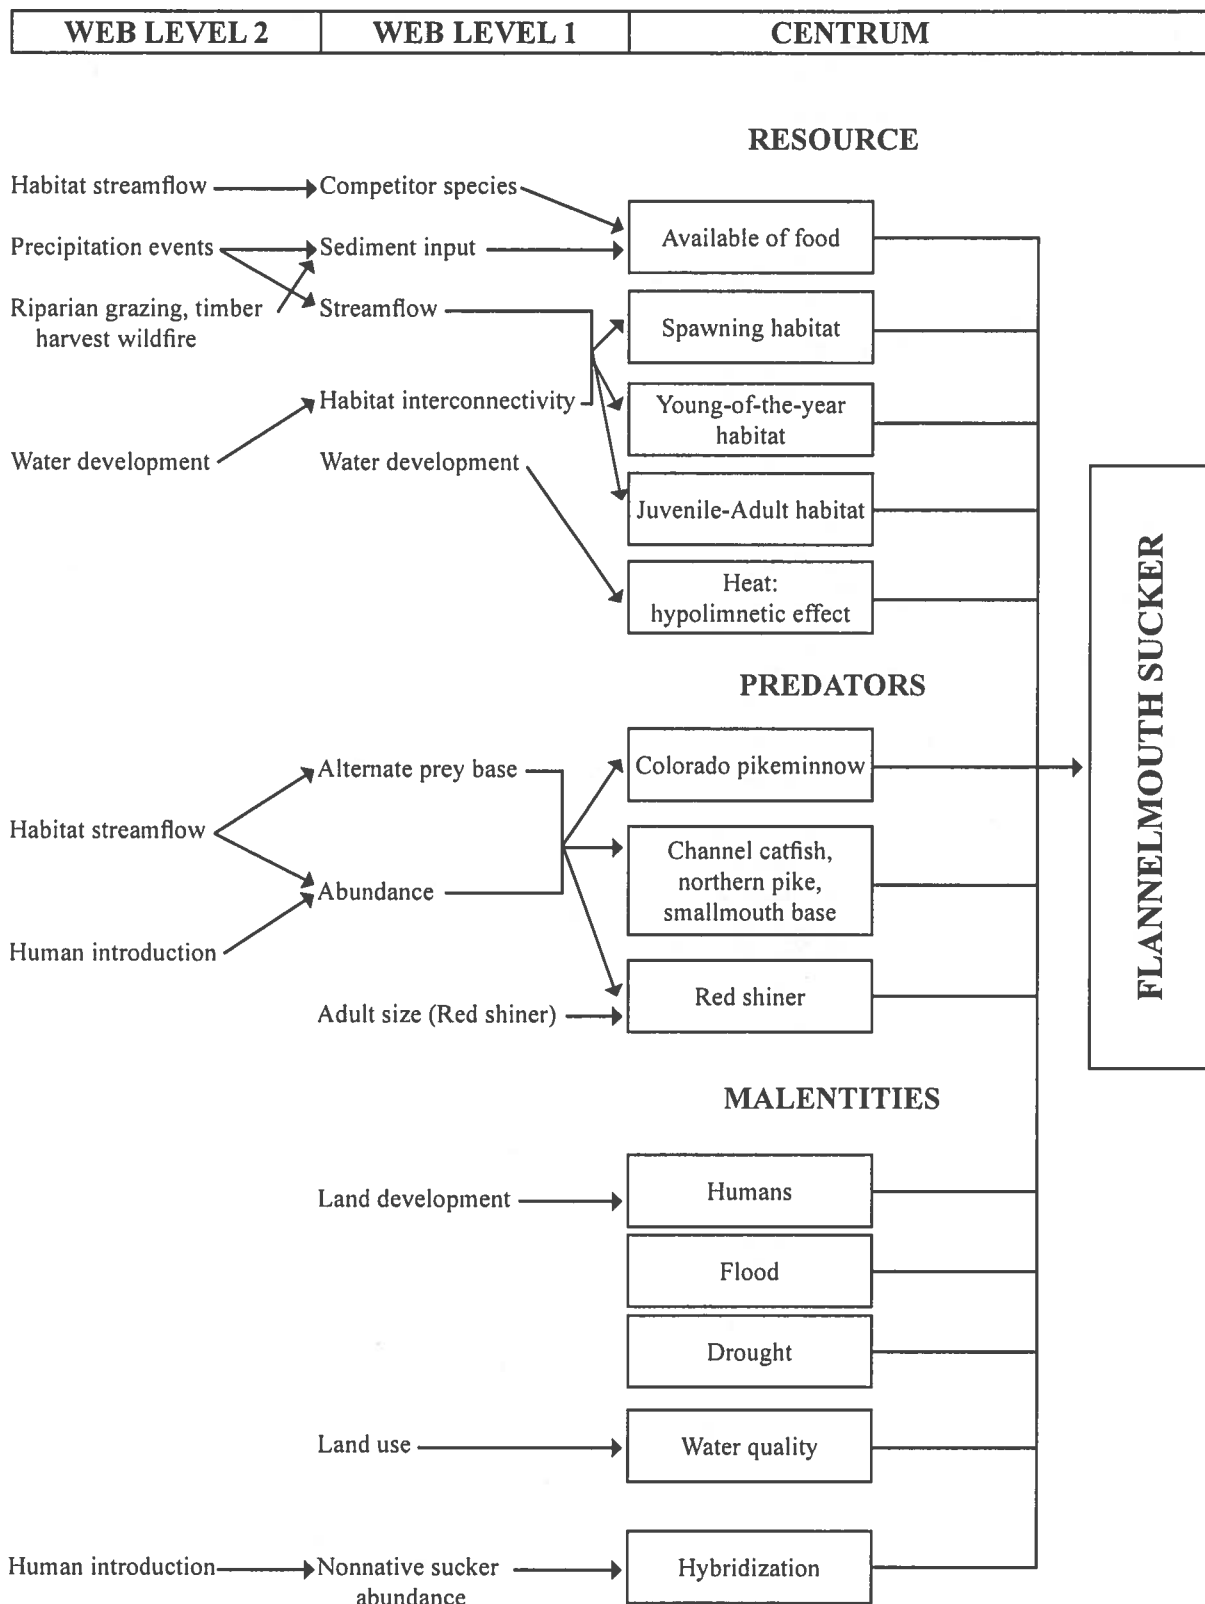 WEB LEVEL 2 WEB LEVEL 1 CENTRUM
RESOURCE
Habitat streamflow Competitor species
Available of food
Precipitation events Sediment input
Riparian grazing, timber
harvest wildfire
Streamflow
Spawning habitat
Habitat interconnectivity
Young-of-the-year
habitat
Water development Water development
Juvenile-Adult habitat
Heat:
hypolimnetic effect
PREDATORS
Alternate prey base
Colorado pikeminnow
Habitat streamflow
Abundance
Channel catfish,
northern pike,
smallmouth base
Human introduction
Red shiner
Adult size (Red shiner)
FLANNELMOUTH SUCKER
MALENTITIES
Land development
Humans
Flood
Drought
Land use
Water quality
Human introduction Nonnative sucker
abundance
Hybridization